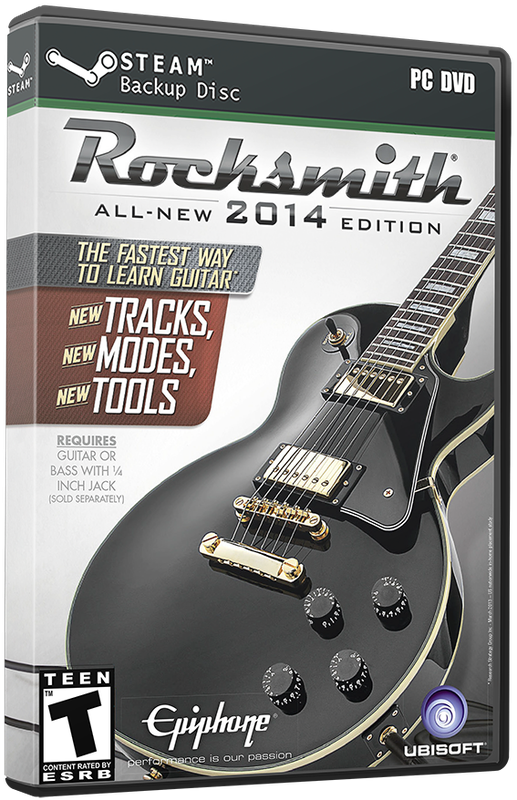 STEAM™
STEAM™
Backup Disc
PC DVD
Rocksmith®
ALL-NEW 2014 EDITION
THE FASTEST WAY
TO LEARN GUITAR*
NEW TRACKS,
NEW MODES,
NEW TOOLS
REQUIRES
GUITAR OR
BASS WITH ¼
INCH JACK
(SOLD SEPARATELY)
TEEN
T
CONTENT RATED BY
ESRB
Epiphone®
performance is our passion
UBISOFT®